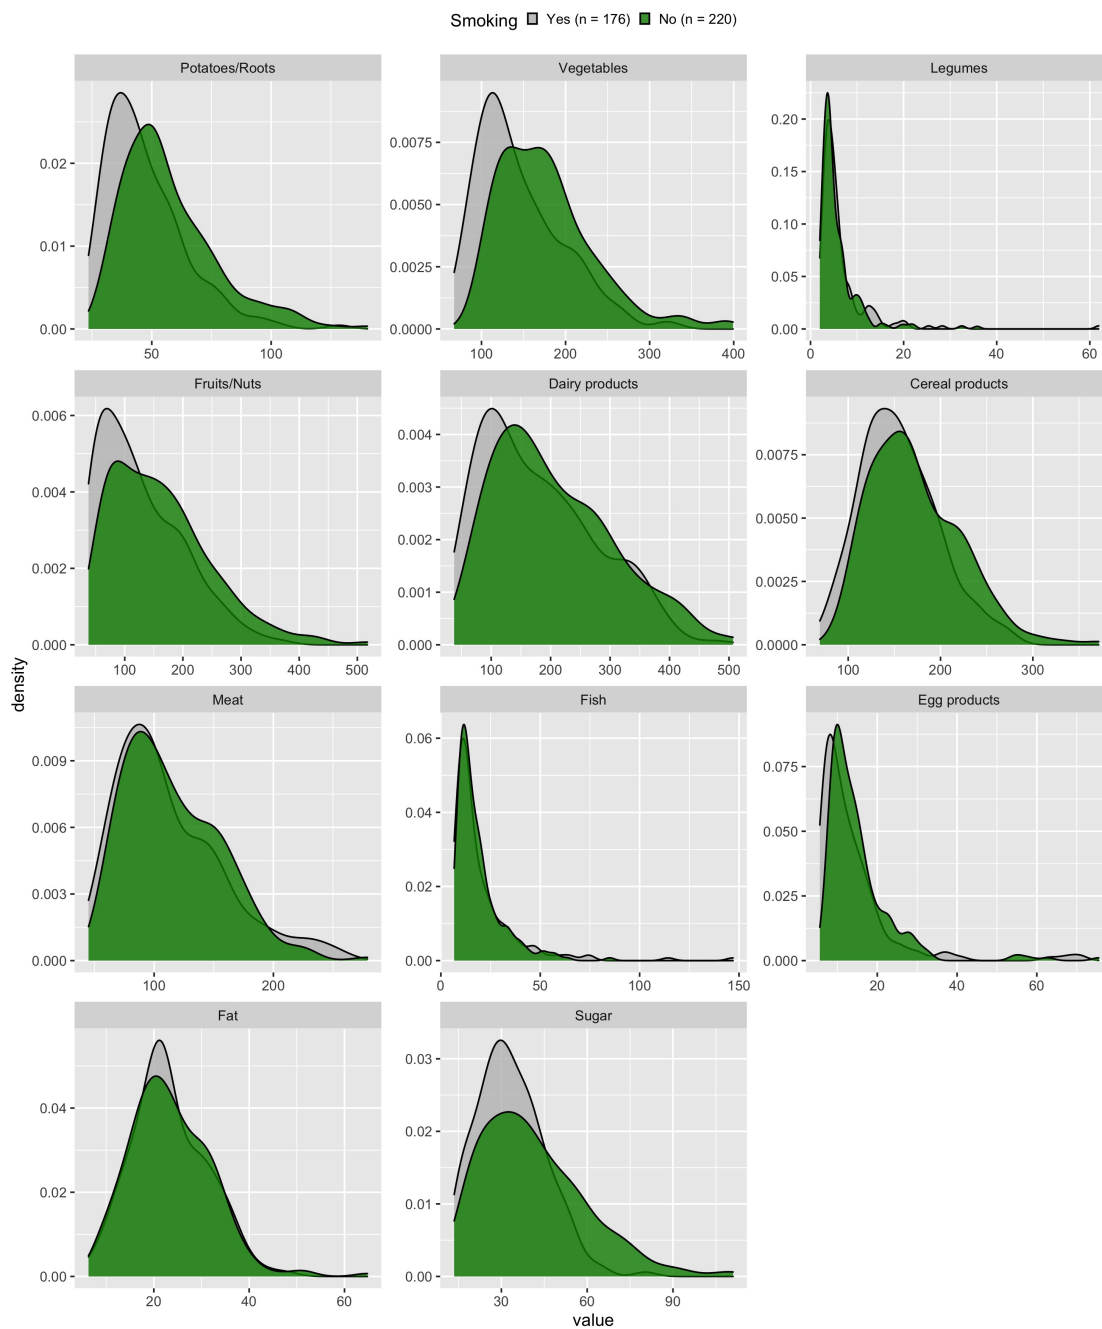 Smoking Yes (n = 176) No (n = 220)
Potatoes/Roots Vegetables Legumes
0.02
0.01
0.00
50 100
0.0075
0.0050
0.0025
0.0000
100 200 300 400
0.20
0.15
0.10
0.05
0.00
0 20 40 60
Fruits/Nuts Dairy products Cereal products
0.006
0.004
0.002
0.000
100 200 300 400 500
0.004
0.003
0.002
0.001
0.000
100 200 300 400 500
0.0075
0.0050
0.0025
0.0000
100 200 300
density
Meat Fish Egg products
0.009
0.006
0.003
0.000
100 200
0.06
0.04
0.02
0.00
0 50 100 150
0.075
0.050
0.025
0.000
20 40 60
Fat Sugar
0.04
0.02
0.00
20 40 60
0.03
0.02
0.01
0.00
30 60 90
value